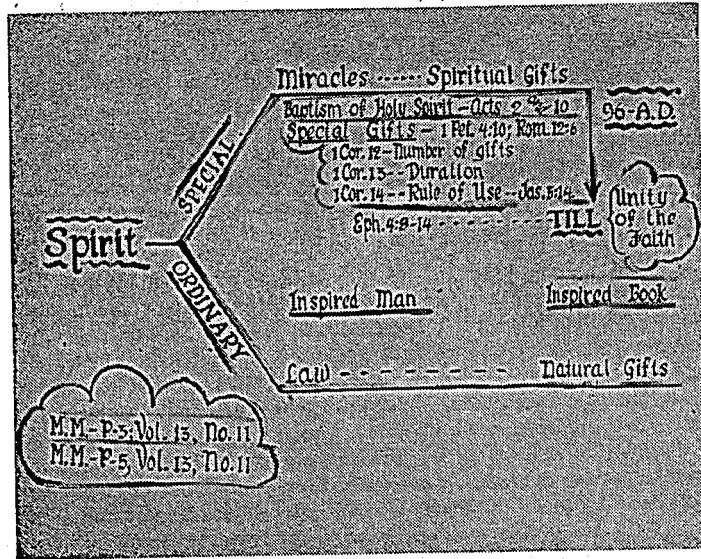 Miracles ------ Spiritual Gifts
Baptism of Holy Spirit - Acts 2 & 10
96-A.D.
Special Gifts - 1 Pet. 4:10; Rom. 12:6
1 Cor. 12 - Number of gifts
1 Cor. 13 -- Duration
1 Cor. 14 -- Rule of Use - Jas. 5:14
Eph. 4:8-14 - - - - - - - - - TILL
Unity
of the
Faith
SPECIAL
Spirit
ORDINARY
Inspired Man
Inspired Book
Law - - - - - - - - Natural Gifts
M.M.-P-3; Vol. 13, No. 11
M.M.-P-5, Vol. 13, No. 11